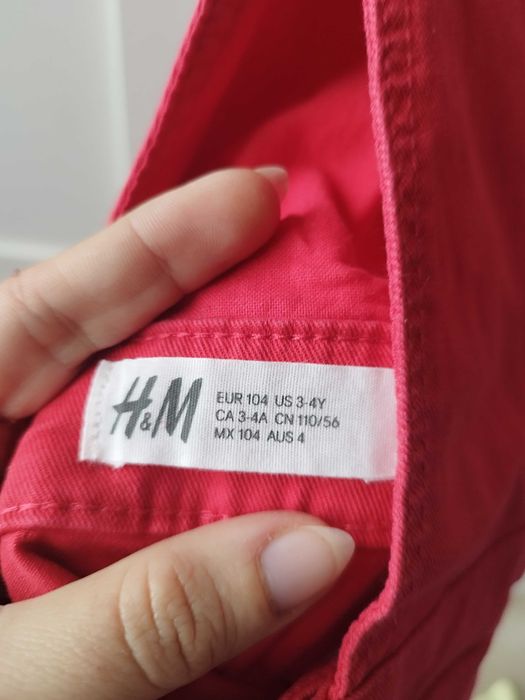 H&M
EUR 104 US 3-4Y
CA 3-4A CN 110/56
MX 104 AUS 4